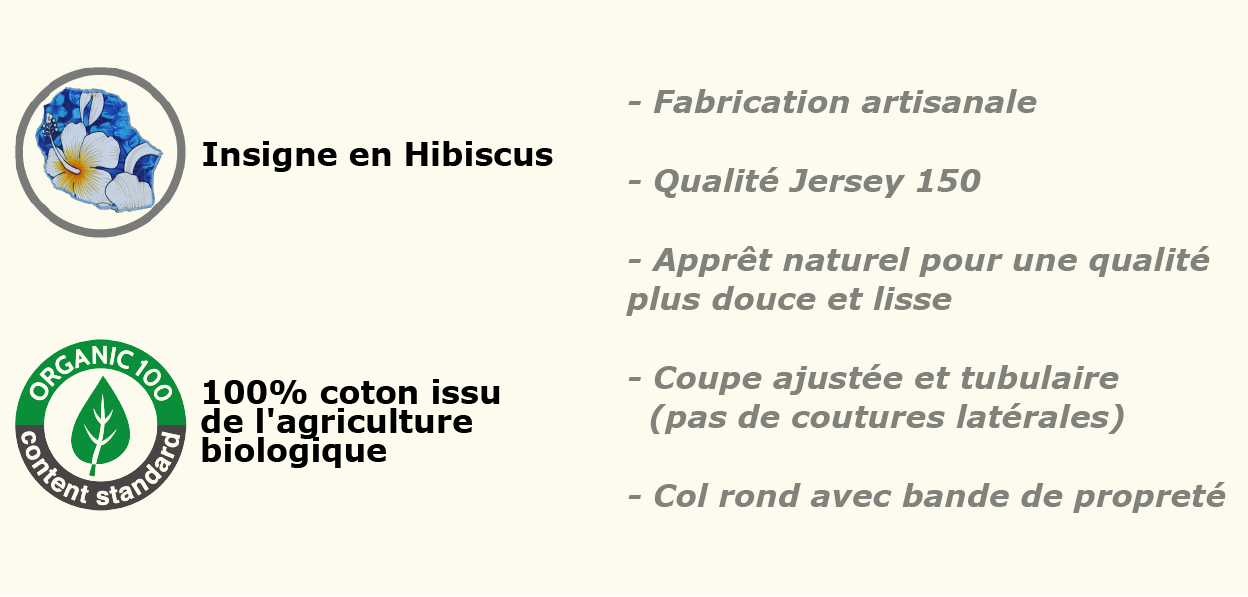 Insigne en Hibiscus
ORGANIC 100
content standard
100% coton issu
de l'agriculture
biologique
- Fabrication artisanale
- Qualité Jersey 150
- Apprêt naturel pour une qualité
plus douce et lisse
- Coupe ajustée et tubulaire
(pas de coutures latérales)
- Col rond avec bande de propreté